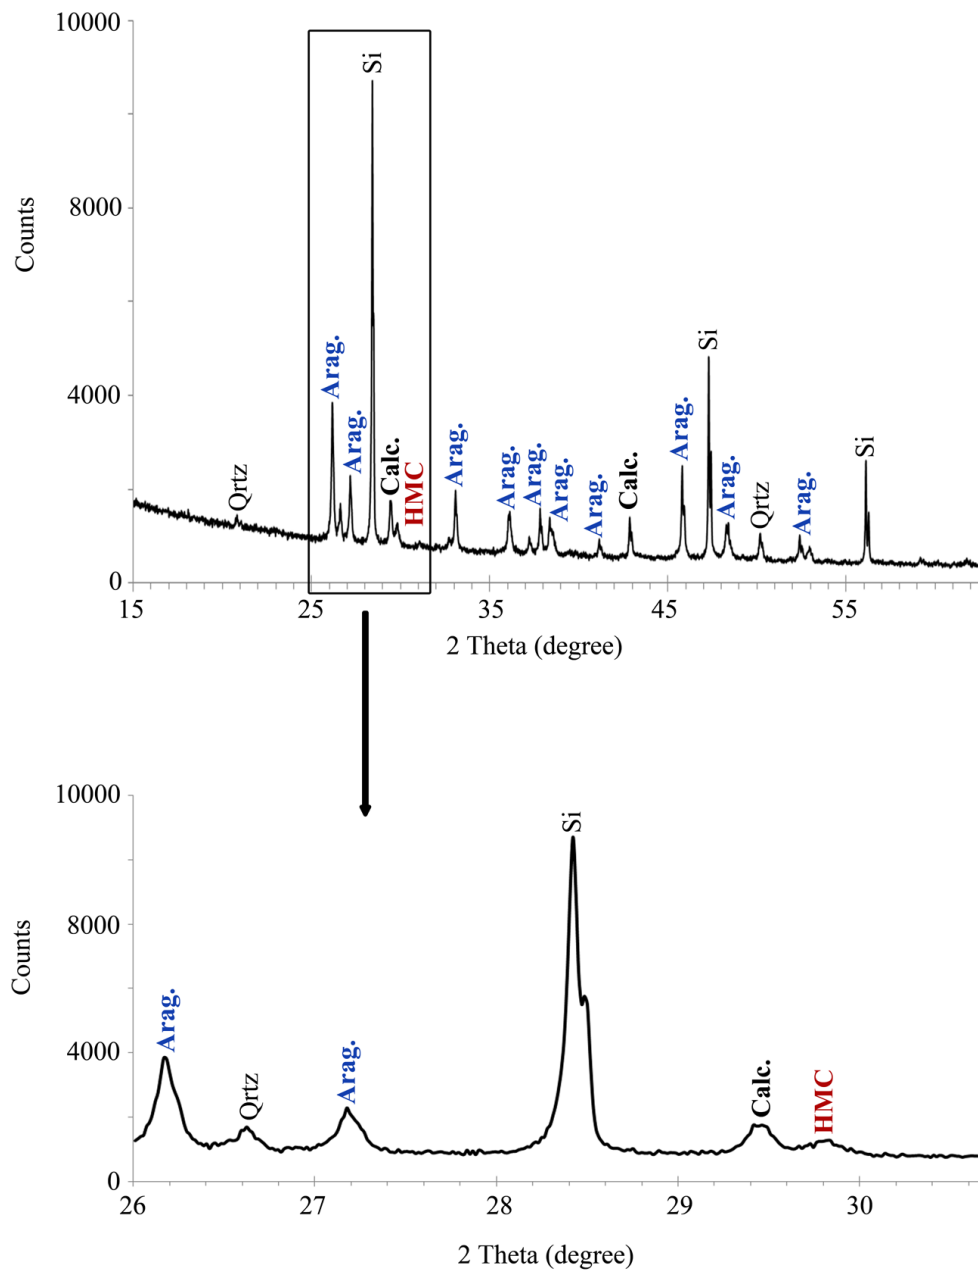 10000
8000
4000
0
Counts
Qrtz
Arag.
Arag.
Si
Calc.
HMC
Arag.
Arag.
Arag.
Arag.
Arag.
Calc.
Arag.
Si
Arag.
Qrtz
Arag.
Si
15
25
35
45
55
2 Theta (degree)
10000
8000
4000
0
Counts
Arag.
Qrtz
Arag.
Si
Calc.
HMC
26
27
28
29
30
2 Theta (degree)